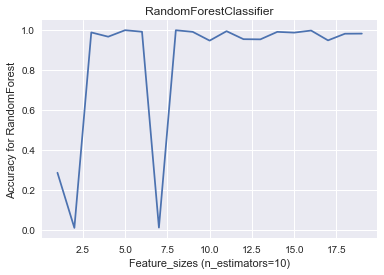 RandomForestClassifier
1.0
0.8
0.6
0.4
0.2
0.0
Accuracy for RandomForest
2.5 5.0 7.5 10.0 12.5 15.0 17.5
Feature_sizes (n_estimators=10)